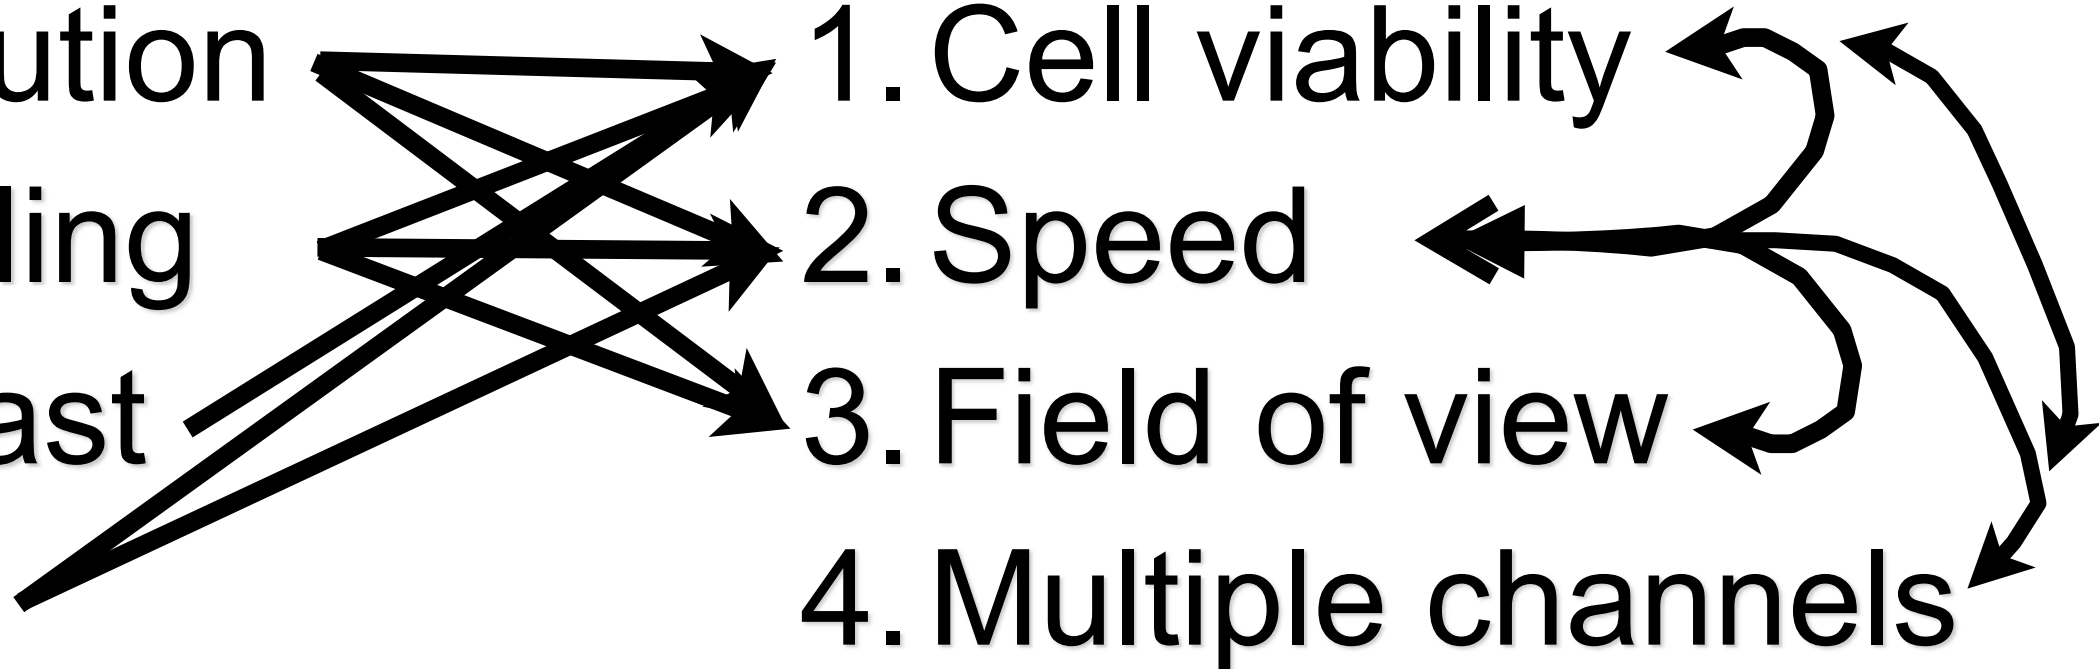 ution 1. Cell viability
ling 2. Speed
ast 3. Field of view
4. Multiple channels